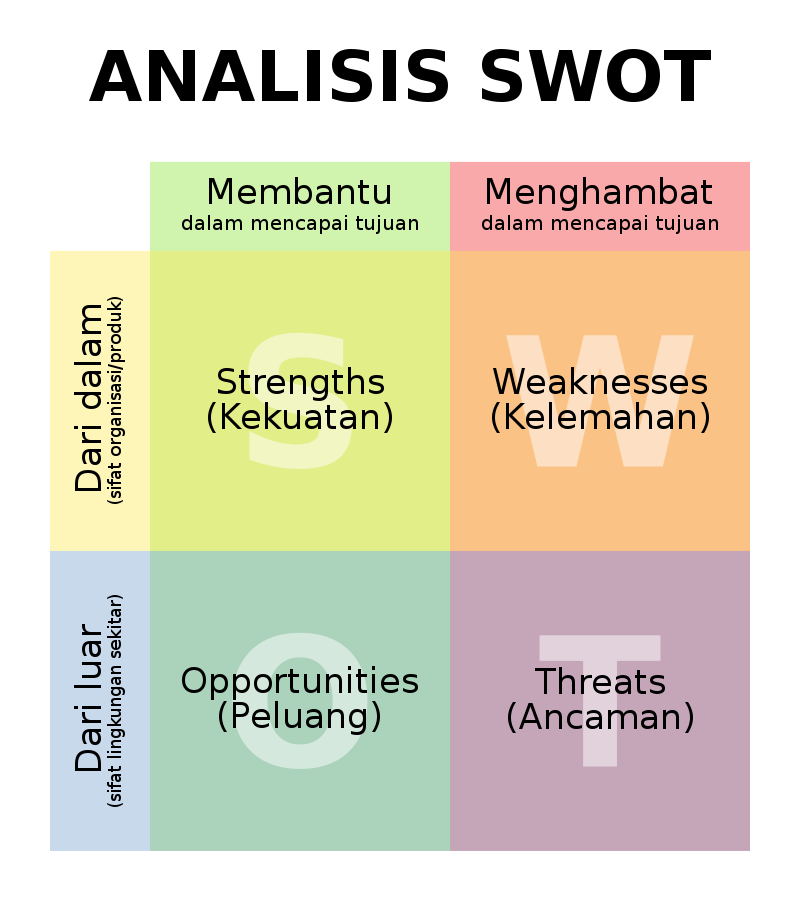 ANALISIS SWOT
Membantu
dalam mencapai tujuan
Menghambat
dalam mencapai tujuan
Dari dalam
(sifat organisasi/produk)
S
Strengths
(Kekuatan)
W
Weaknesses
(Kelemahan)
Dari luar
(sifat lingkungan sekitar)
O
Opportunities
(Peluang)
T
Threats
(Ancaman)